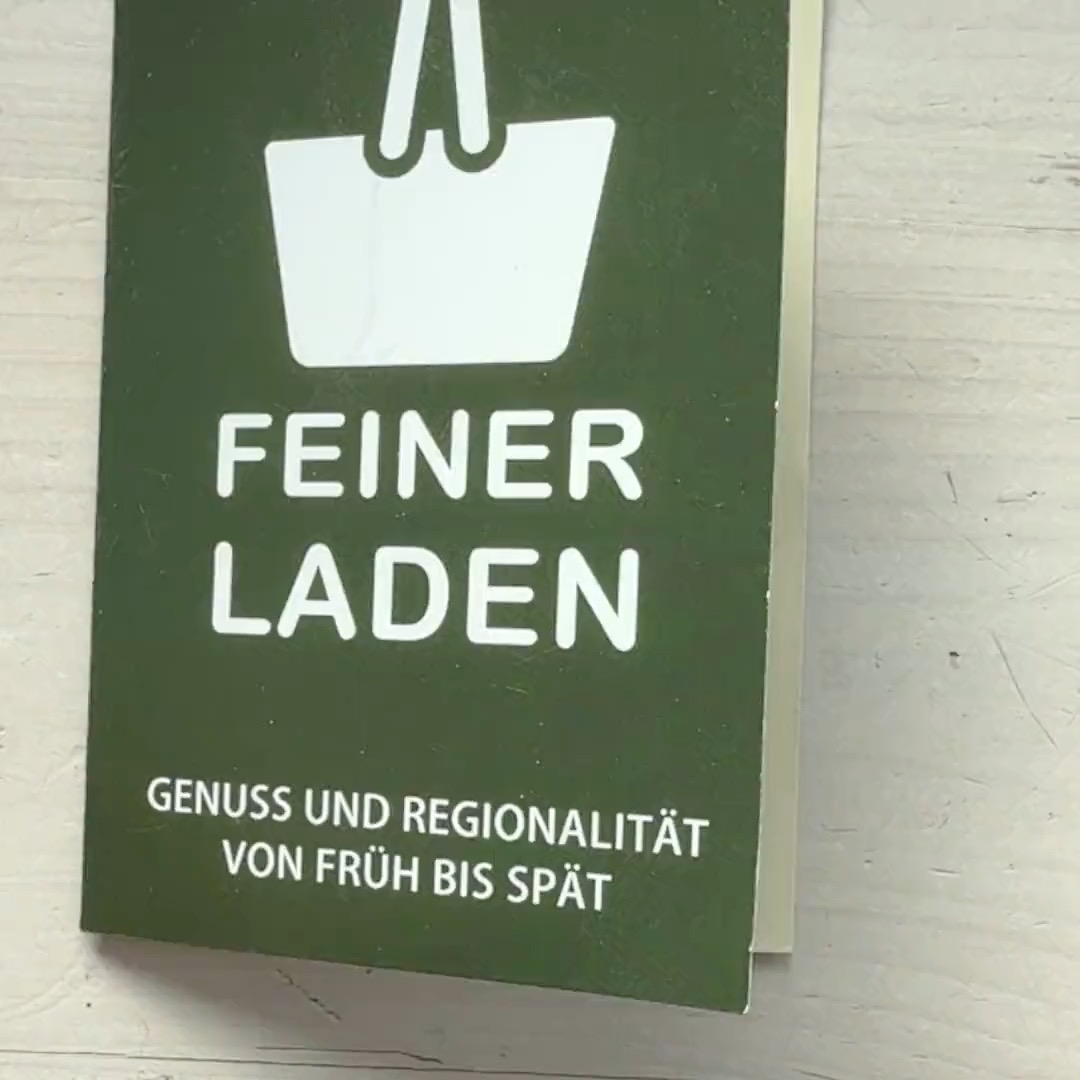 FEINER
LADEN
GENUSS UND REGIONALITÄT
VON FRÜH BIS SPÄT